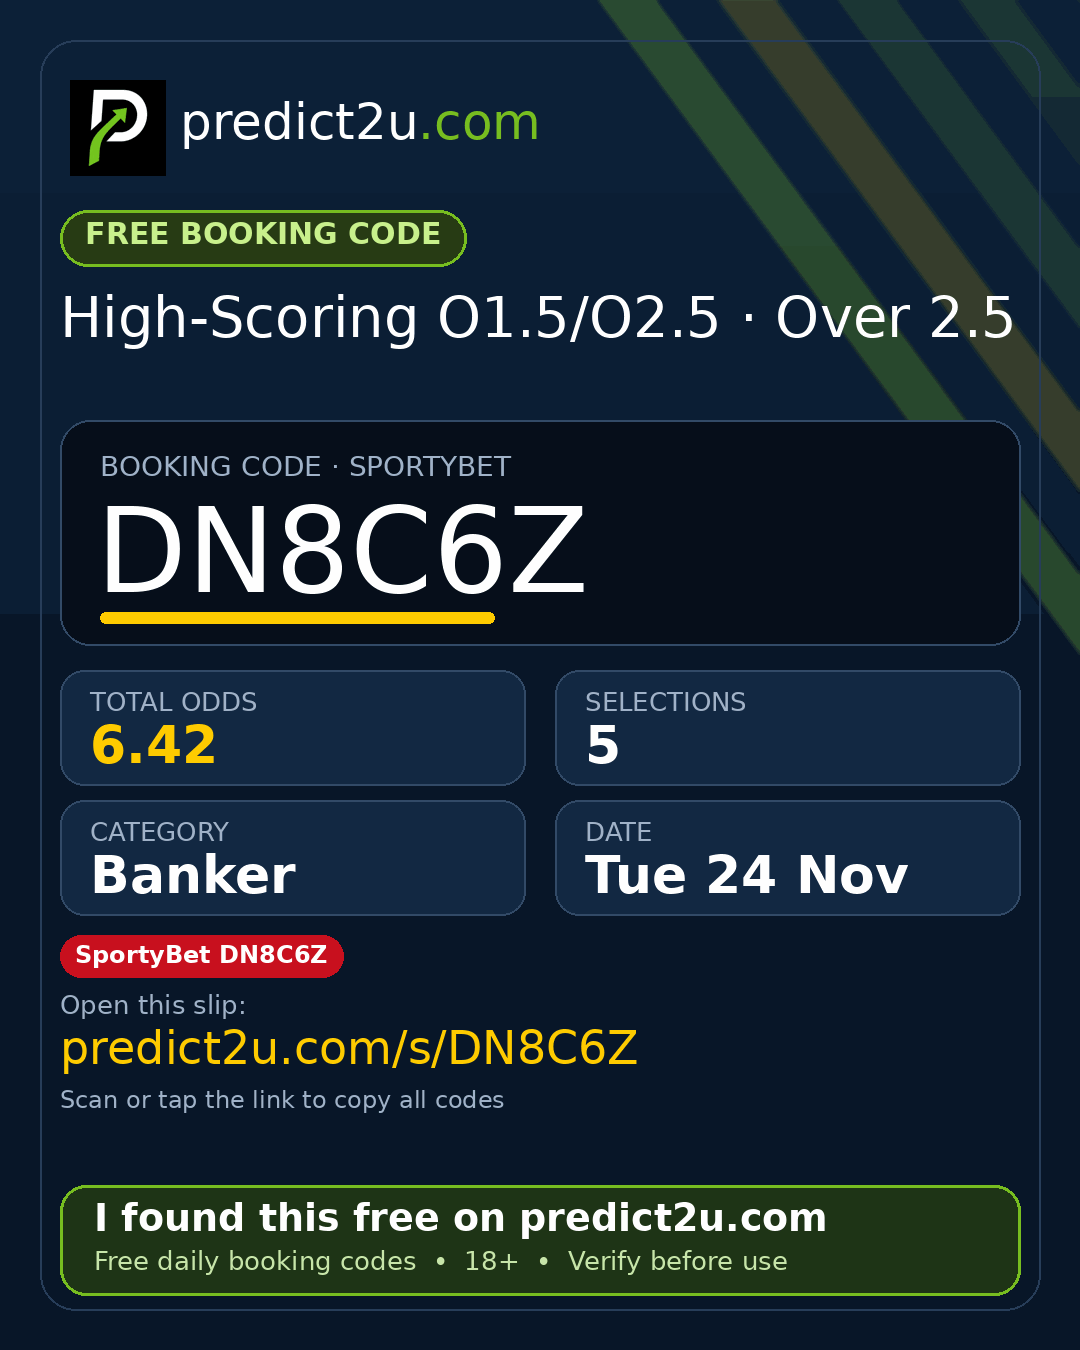 predict2u.com
FREE BOOKING CODE
High-Scoring O1.5/O2.5 · Over 2.5
BOOKING CODE · SPORTYBET
DN8C6Z
TOTAL ODDS
6.42
SELECTIONS
5
CATEGORY
Banker
DATE
Tue 24 Nov
SportyBet DN8C6Z
Open this slip:
predict2u.com/s/DN8C6Z
Scan or tap the link to copy all codes
I found this free on predict2u.com
Free daily booking codes • 18+ • Verify before use